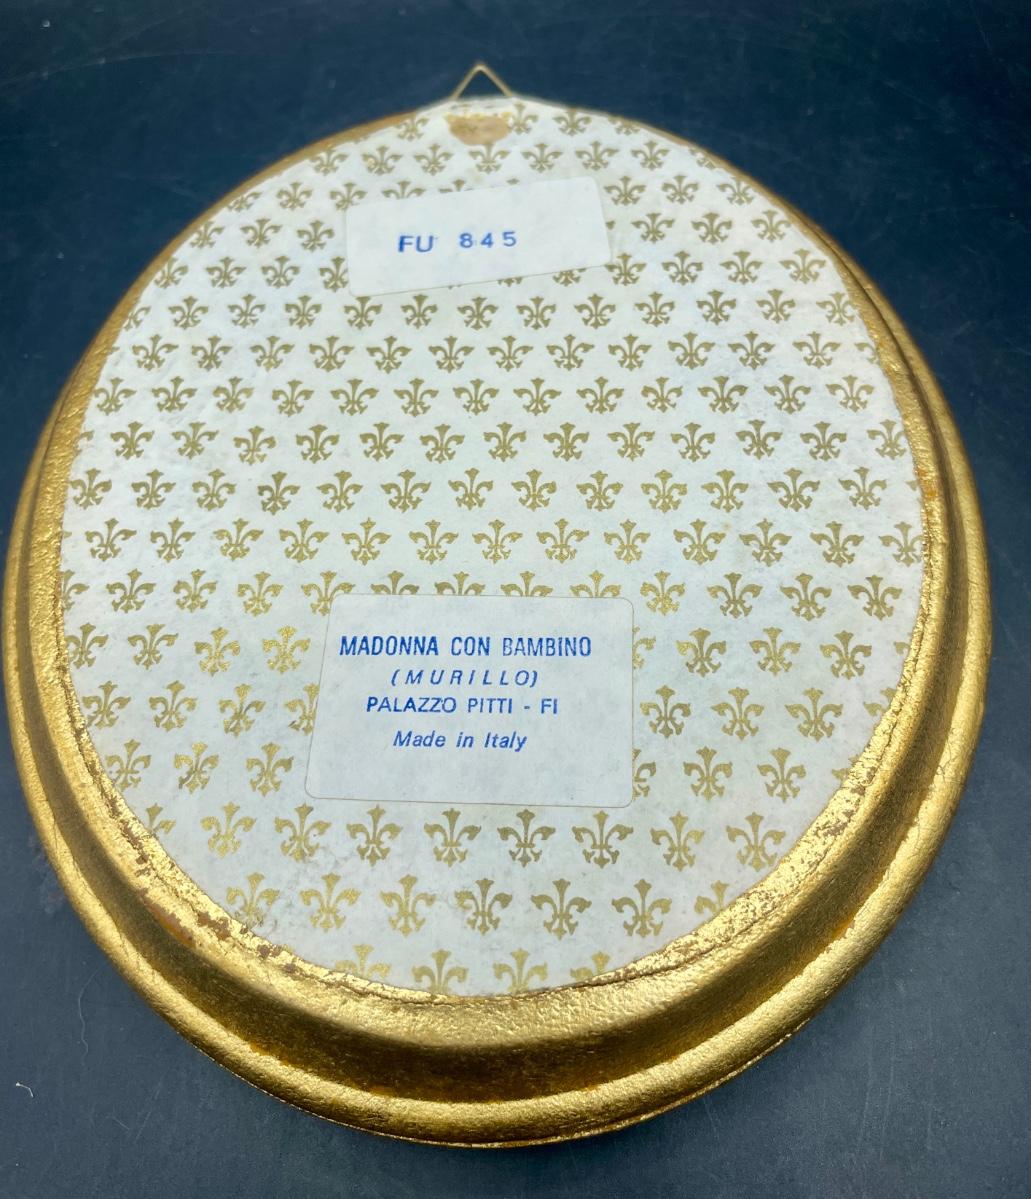 FU 845
MADONNA CON BAMBINO
(MURILLO)
PALAZZO PITTI - FI
Made in Italy